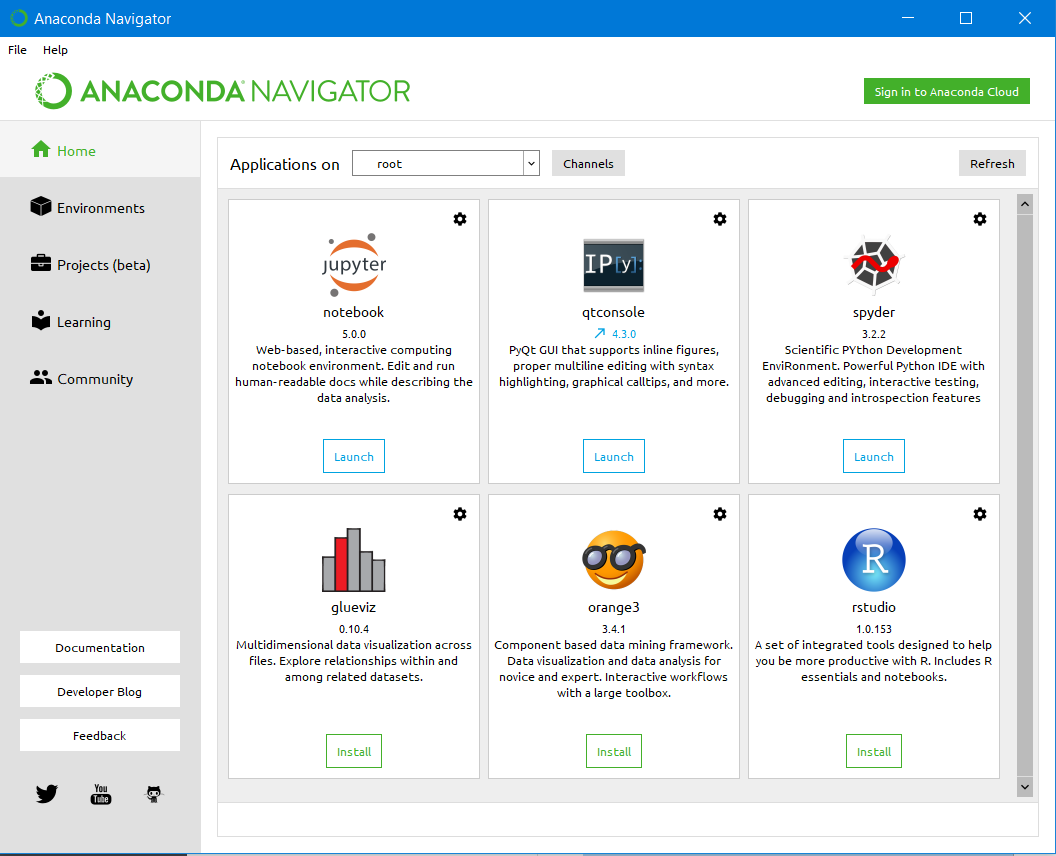 Anaconda Navigator
File Help
ANACONDA NAVIGATOR
Sign in to Anaconda Cloud
Home
Environments
Projects (beta)
Learning
Community
Documentation
Developer Blog
Feedback
You
Tube
Applications on root Channels Refresh
jupyter
notebook
5.0.0
Web-based, interactive computing
notebook environment. Edit and run
human-readable docs while describing the
data analysis.
Launch
IP[y]:
qtconsole
4.3.0
PyQt GUI that supports inline figures,
proper multiline editing with syntax
highlighting, graphical calltips, and more.
Launch
spyder
3.2.2
Scientific PYthon Development
EnviRonment. Powerful Python IDE with
advanced editing, interactive testing,
debugging and introspection features
Launch
glueviz
0.10.4
Multidimensional data visualization across
files. Explore relationships within and
among related datasets.
Install
orange3
3.4.1
Component based data mining framework.
Data visualization and data analysis for
novice and expert. Interactive workflows
with a large toolbox.
Install
R
rstudio
1.0.153
A set of integrated tools designed to help
you be more productive with R. Includes R
essentials and notebooks.
Install